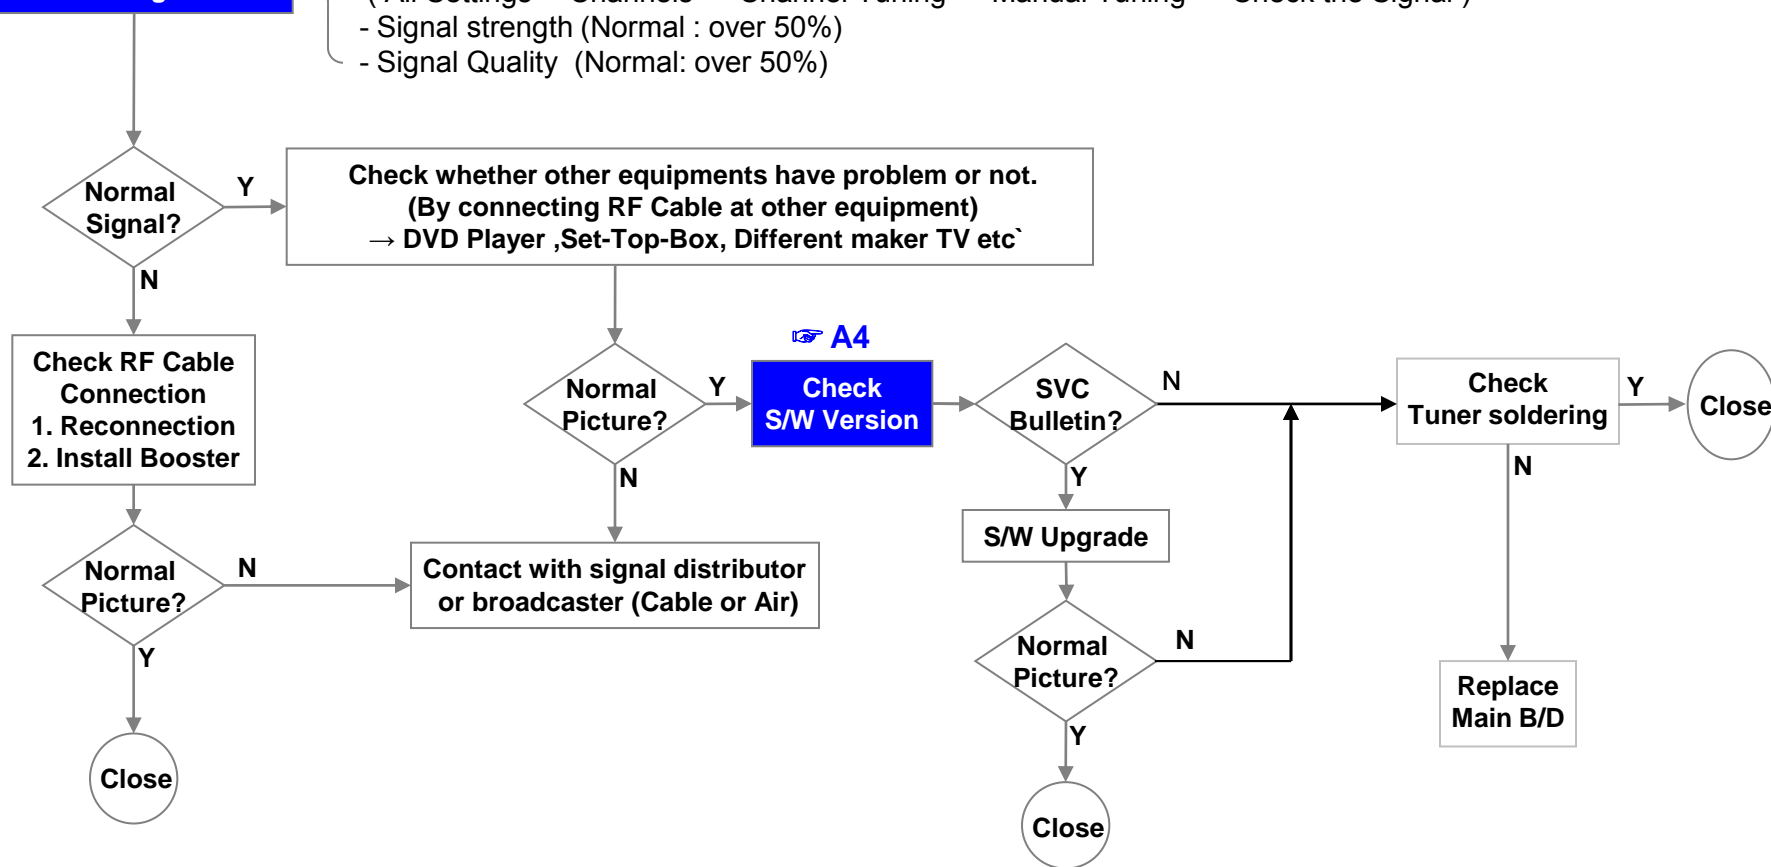 - Signal strength (Normal : over 50%)
- Signal Quality (Normal: over 50%)
Normal
Signal?
Y
N
Check whether other equipments have problem or not.
(By connecting RF Cable at other equipment)
→ DVD Player ,Set-Top-Box, Different maker TV etc`
Check RF Cable
Connection
1. Reconnection
2. Install Booster
Normal
Picture?
N
Y
Close
Normal
Picture?
Y
N
Contact with signal distributor
or broadcaster (Cable or Air)
☞ A4
Check
S/W Version
SVC
Bulletin?
N
Y
S/W Upgrade
Normal
Picture?
N
Y
Close
Check
Tuner soldering
Y
Close
N
Replace
Main B/D